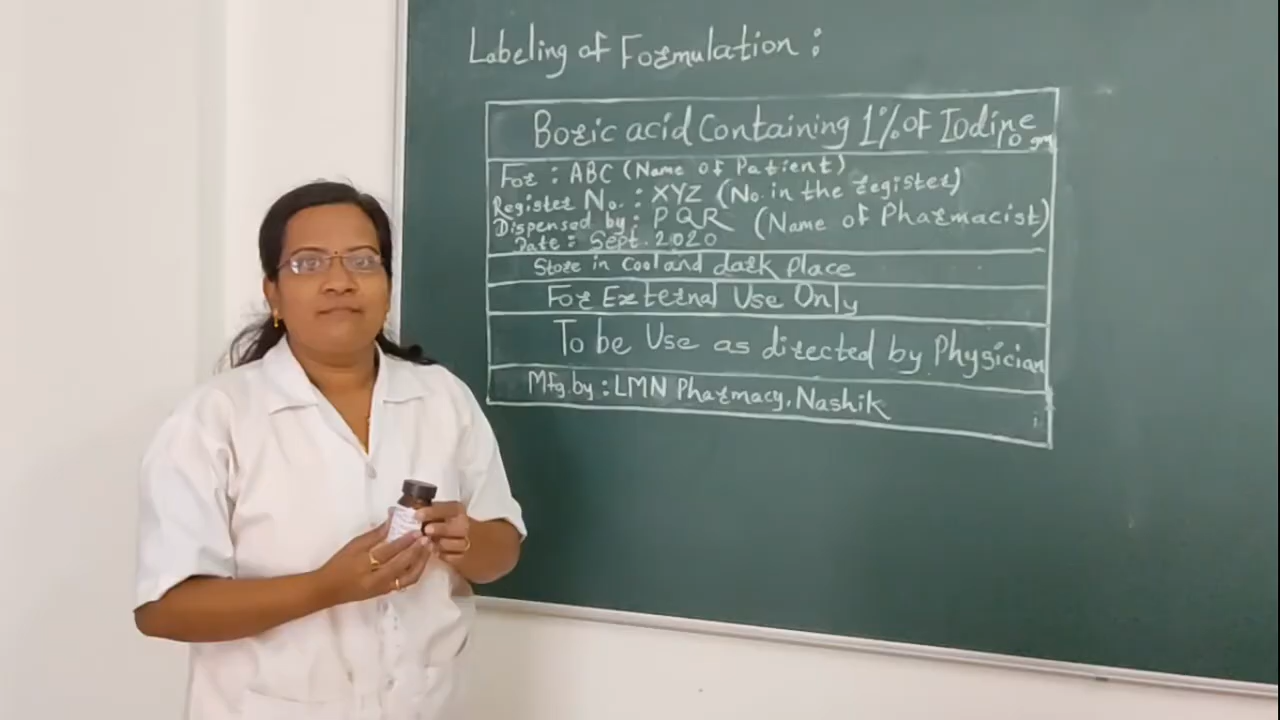 Labeling of Formulation :
Boric acid Containing 1% of Iodine
10 gm
For : ABC (Name of Patient)
Register No. : XYZ (No. in the register)
Dispensed by : PQR (Name of Pharmacist)
Date : Sept. 2020
Store in Cool and dark Place
For External Use Only
To be Use as directed by Physician
Mfg. by : LMN Pharmacy, Nashik